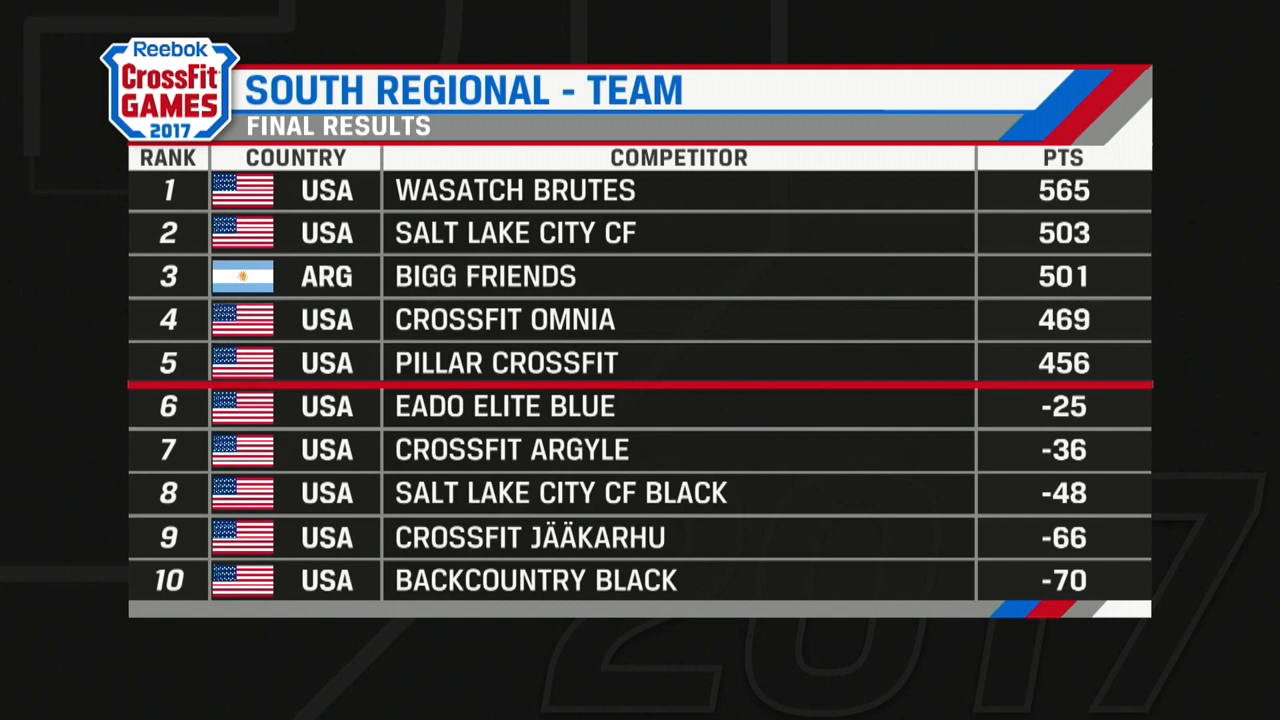 Reebok
CrossFit
GAMES
2017
SOUTH REGIONAL - TEAM
FINAL RESULTS
RANK COUNTRY COMPETITOR PTS
1 USA WASATCH BRUTES 565
2 USA SALT LAKE CITY CF 503
3 ARG BIGG FRIENDS 501
4 USA CROSSFIT OMNIA 469
5 USA PILLAR CROSSFIT 456
6 USA EADO ELITE BLUE -25
7 USA CROSSFIT ARGYLE -36
8 USA SALT LAKE CITY CF BLACK -48
9 USA CROSSFIT JÄÄKARHU -66
10 USA BACKCOUNTRY BLACK -70
2017